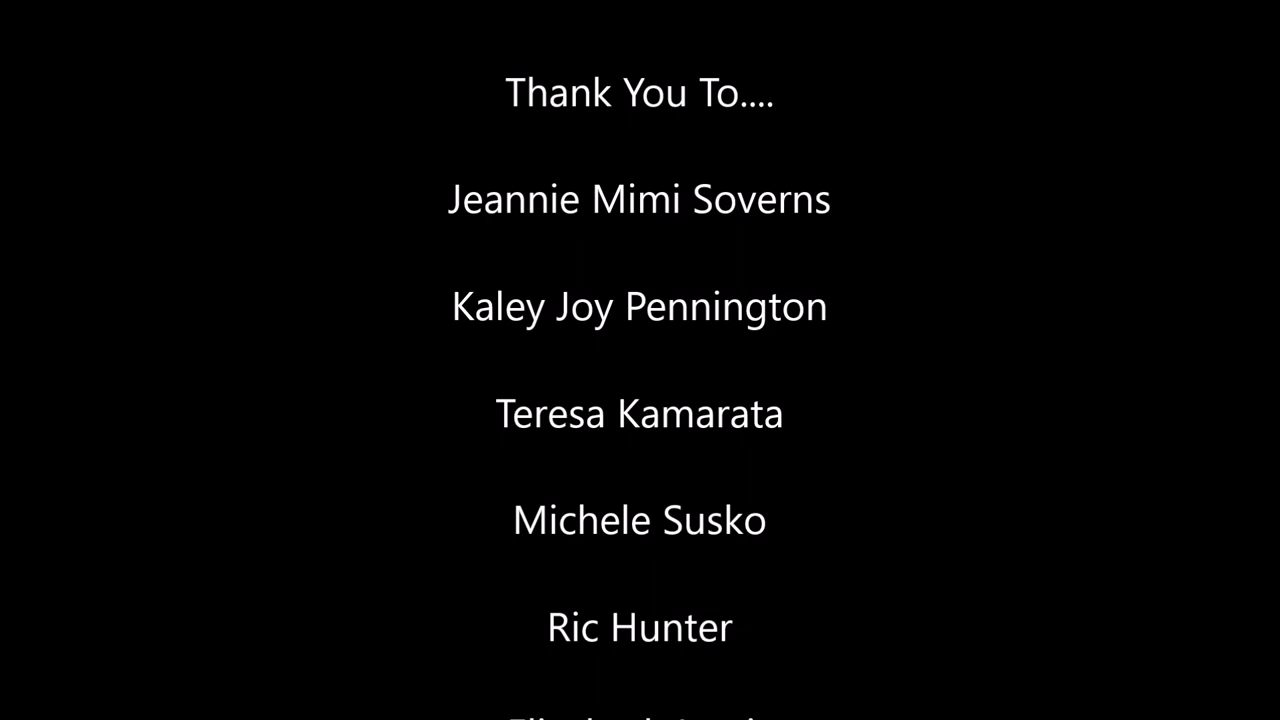 Thank You To....
Jeannie Mimi Soverns
Kaley Joy Pennington
Teresa Kamarata
Michele Susko
Ric Hunter